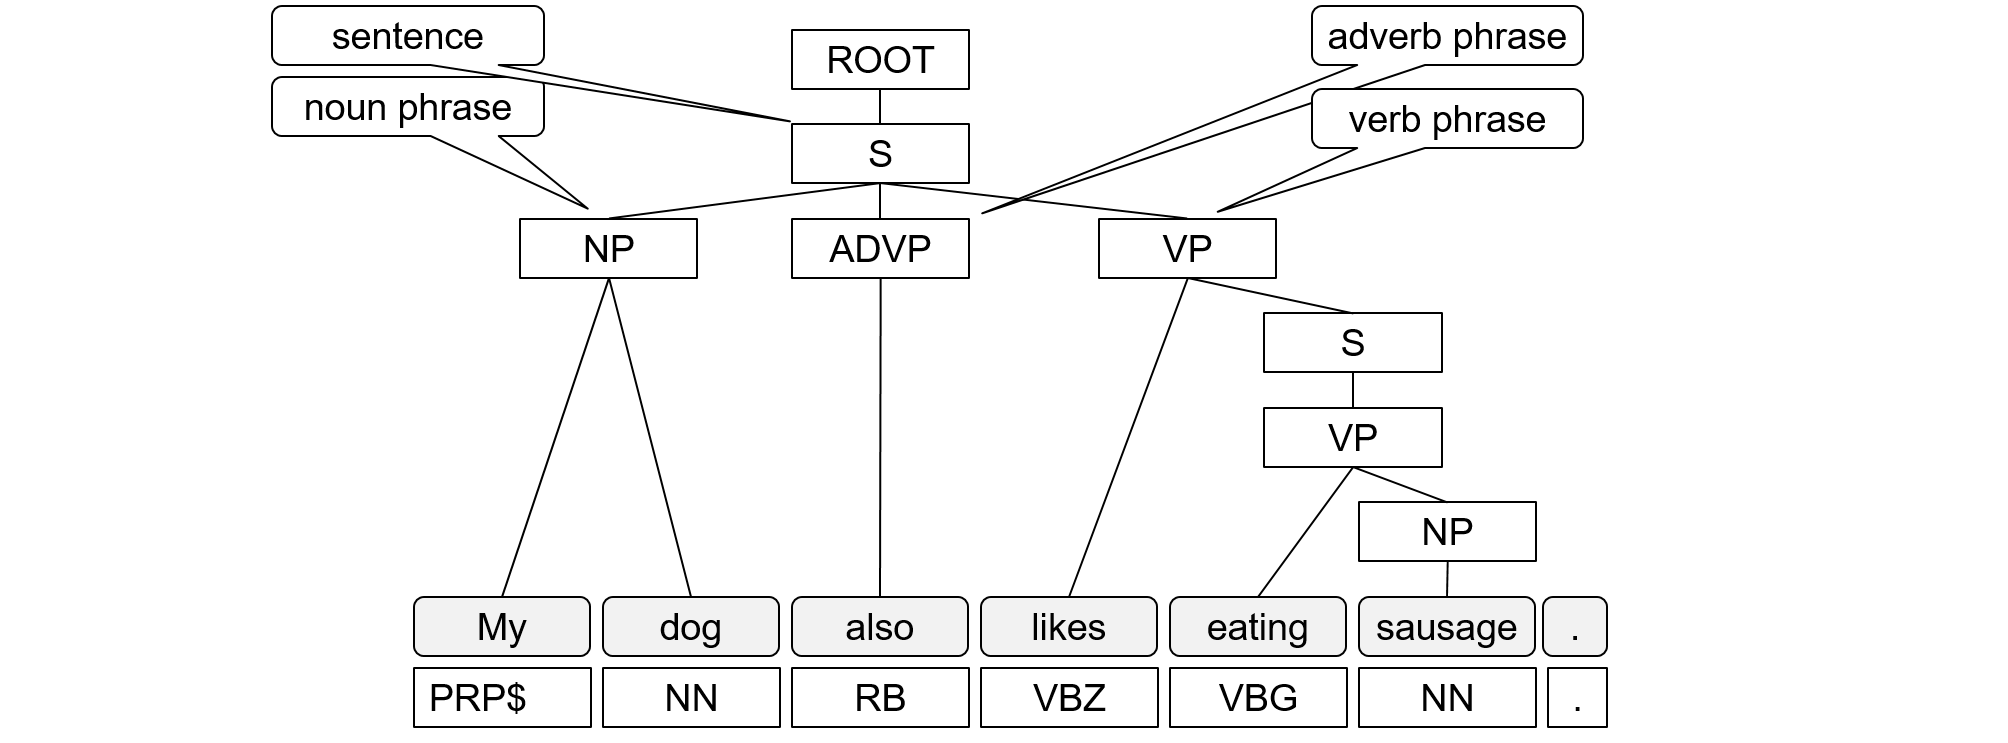 sentence
ROOT
adverb phrase
noun phrase
verb phrase
S
NP
ADVP
VP
S
VP
NP
My dog also likes eating sausage .
PRP$ NN RB VBZ VBG NN .